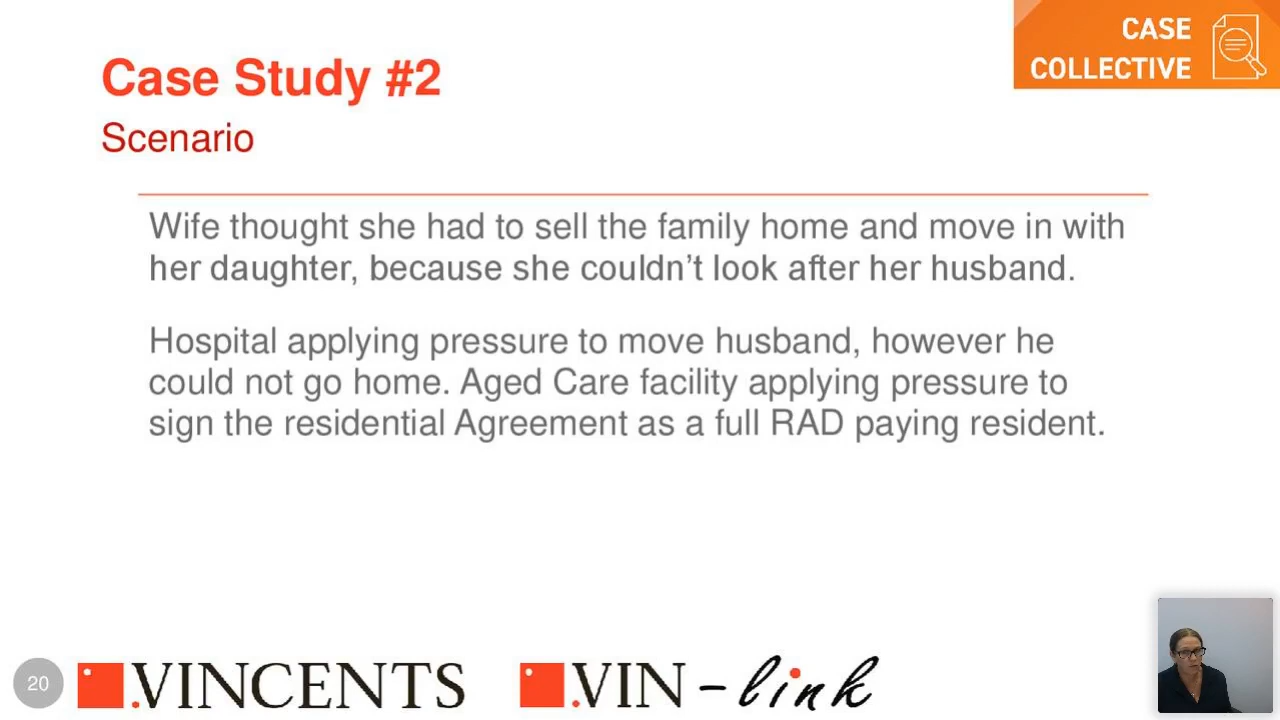 CASE
COLLECTIVE
Case Study #2
Scenario
Wife thought she had to sell the family home and move in with
her daughter, because she couldn’t look after her husband.
Hospital applying pressure to move husband, however he
could not go home. Aged Care facility applying pressure to
sign the residential Agreement as a full RAD paying resident.
20
.VINCENTS
.VIN-link